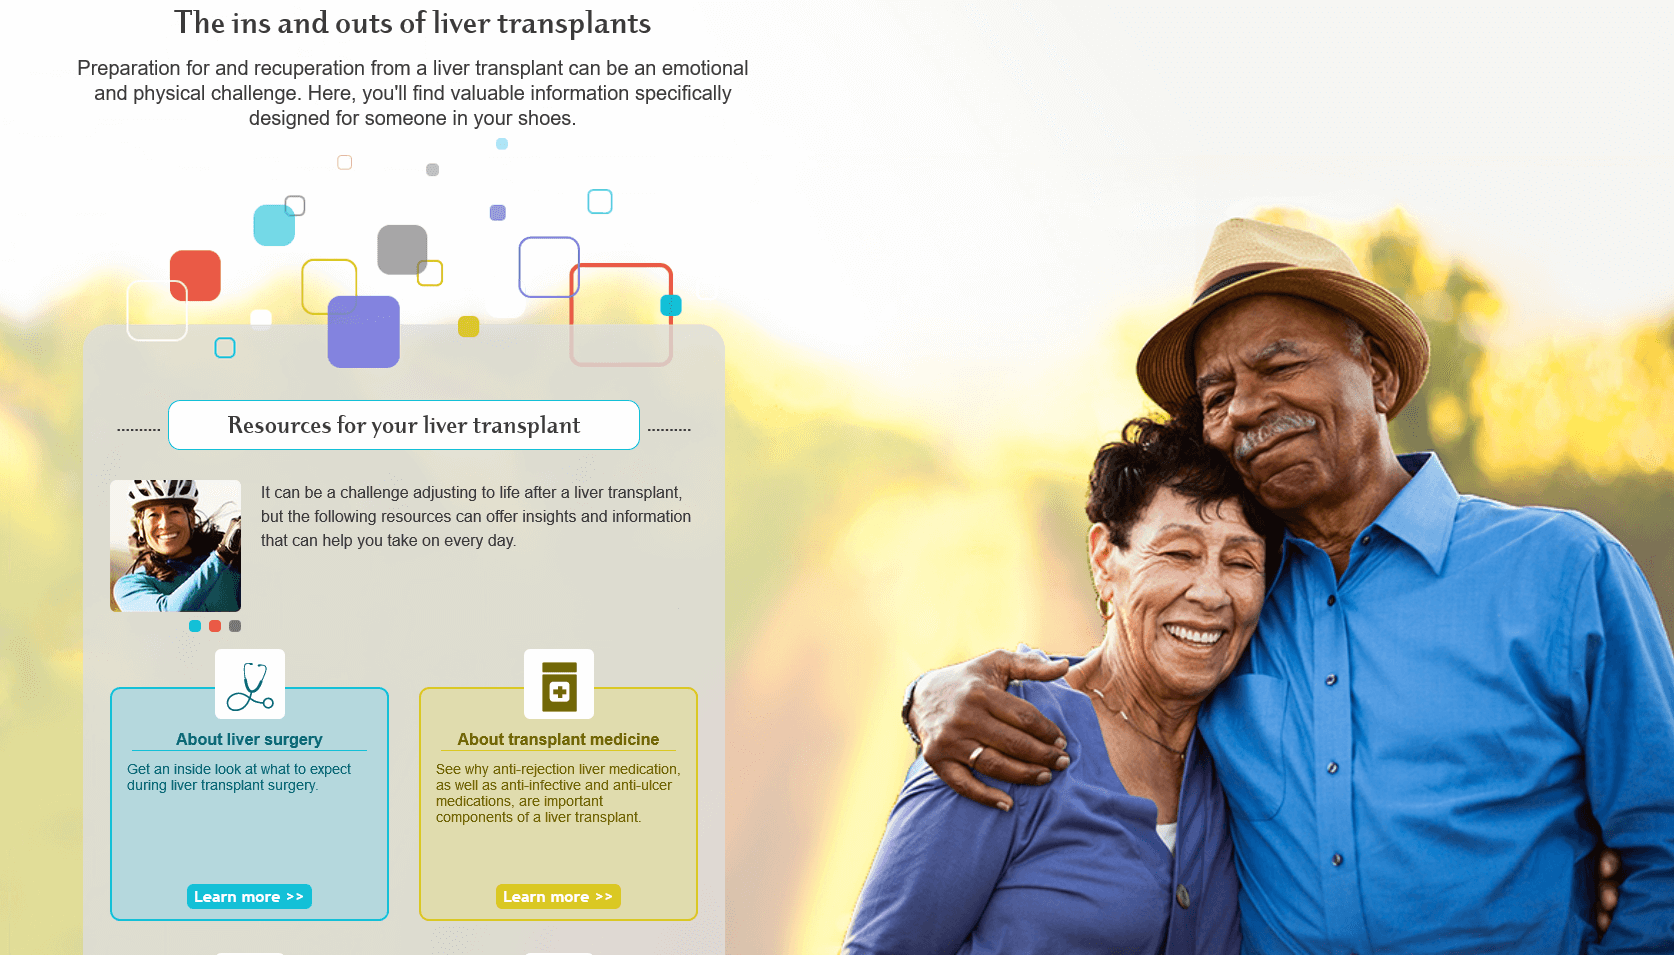 The ins and outs of liver transplants
Preparation for and recuperation from a liver transplant can be an emotional
and physical challenge. Here, you'll find valuable information specifically
designed for someone in your shoes.
Resources for your liver transplant
It can be a challenge adjusting to life after a liver transplant,
but the following resources can offer insights and information
that can help you take on every day.
About liver surgery
Get an inside look at what to expect
during liver transplant surgery.
Learn more >>
About transplant medicine
See why anti-rejection liver medication,
as well as anti-infective and anti-ulcer
medications, are important
components of a liver transplant.
Learn more >>